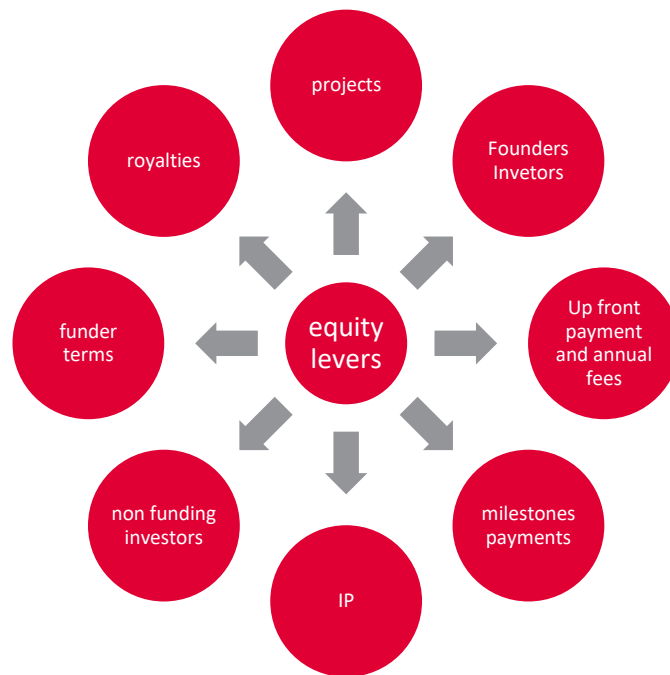 projects
royalties
Founders
Invetors
equity
levers
funder
terms
Up front
payment
and annual
fees
non funding
investors
milestones
payments
IP